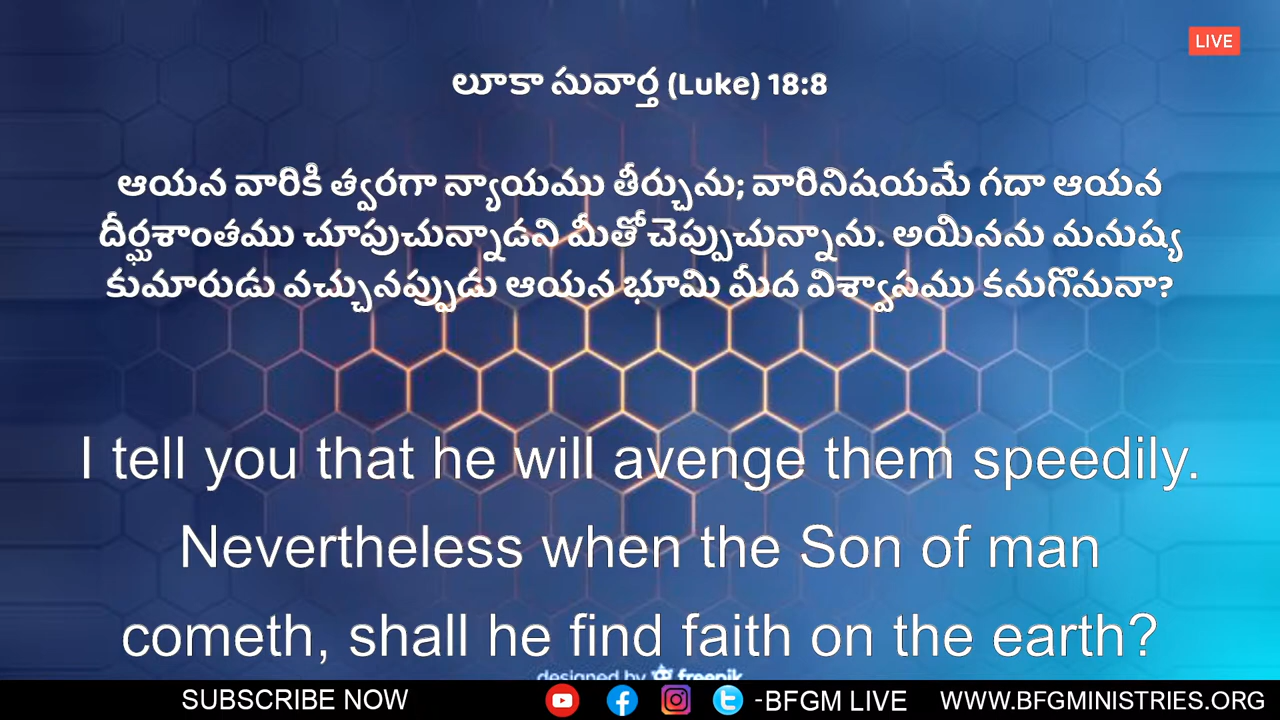 LIVE
లూకా సువార్త (Luke) 18:8
ఆయన వారికి త్వరగా న్యాయము తీర్చును; వారినిషయమే గదా ఆయన
దీర్ఘశాంతము చూపుచున్నాడని మీతో చెప్పుచున్నాను. అయినను మనుష్య
కుమారుడు వచ్చునప్పుడు ఆయన భూమి మీద విశ్వాసము కనుగొనునా?
I tell you that he will avenge them speedily.
Nevertheless when the Son of man
cometh, shall he find faith on the earth?
designed by freepik
SUBSCRIBE NOW -BFGM LIVE WWW.BFGMINISTRIES.ORG